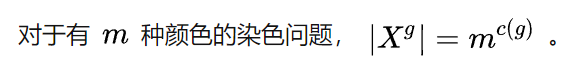 对于有 m 种颜色的染色问题， |X^g| = m^{c(g)} 。